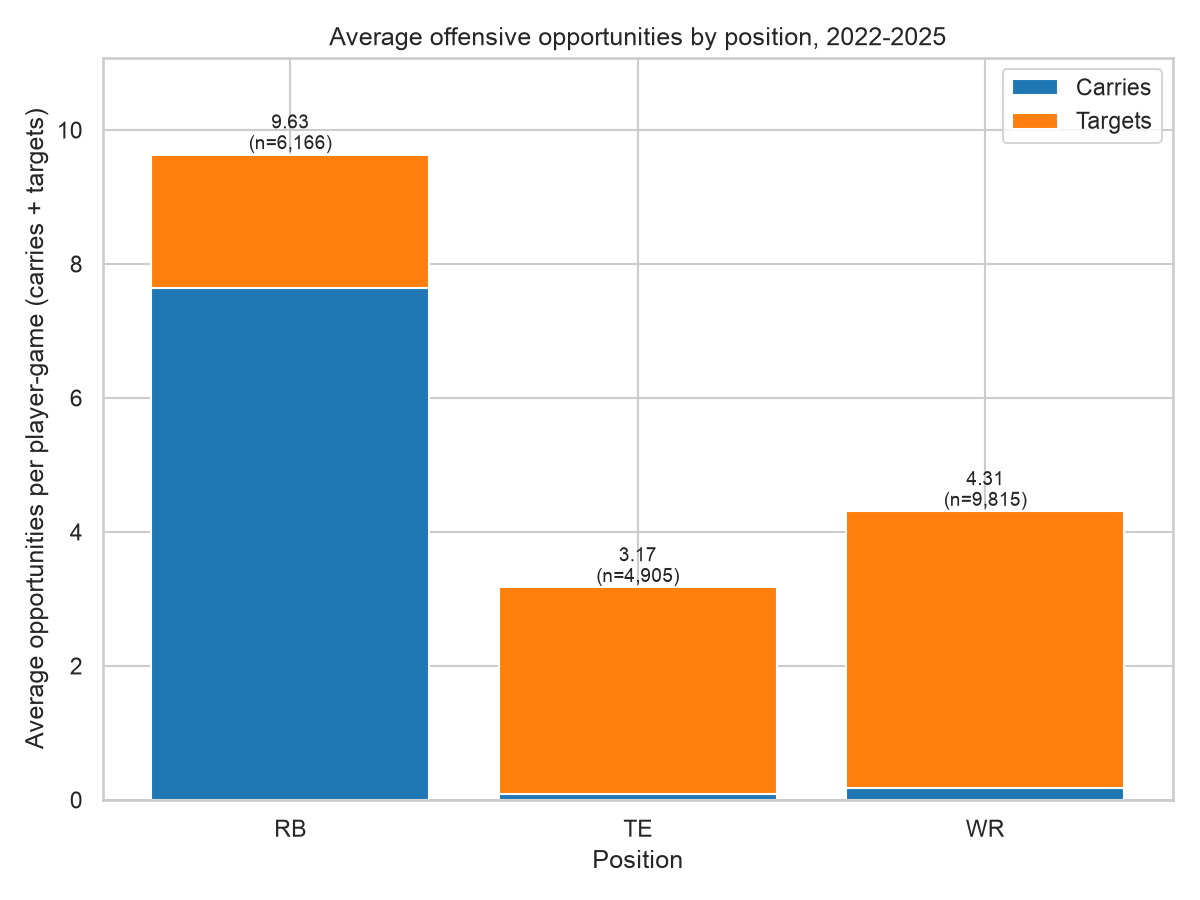 Average offensive opportunities by position, 2022-2025
Carries
Targets
Average opportunities per player-game (carries + targets)
10
8
6
4
2
0
9.63
(n=6,166)
3.17
(n=4,905)
4.31
(n=9,815)
RB
TE
WR
Position